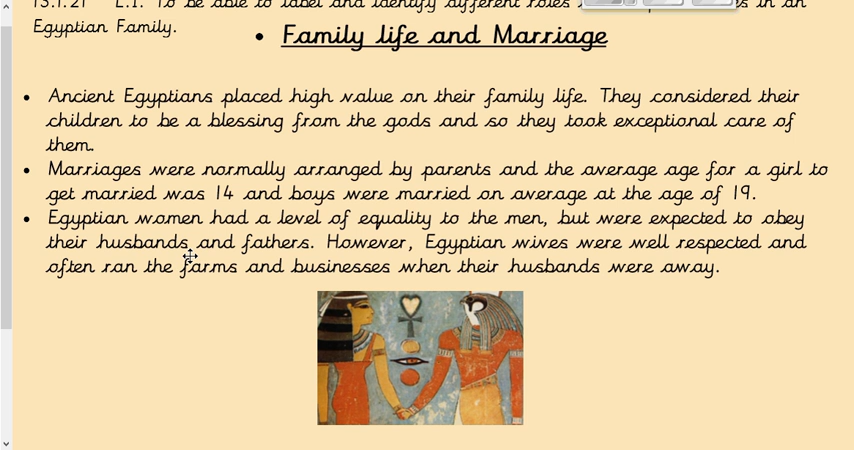 15.1.21 L.I. To be able to label and identify different roles in an
Egyptian Family.
• Family life and Marriage
• Ancient Egyptians placed high value on their family life. They considered their
children to be a blessing from the gods and so they took exceptional care of
them.
• Marriages were normally arranged by parents and the average age for a girl to
get married was 14 and boys were married on average at the age of 19.
• Egyptian women had a level of equality to the men, but were expected to obey
their husbands and fathers. However, Egyptian wives were well respected and
often ran the farms and businesses when their husbands were away.